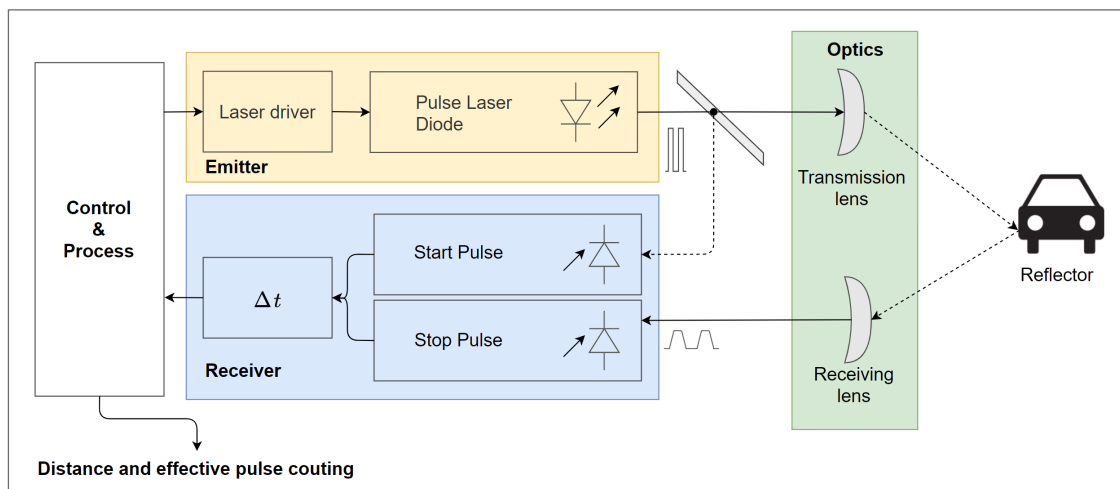 Optics
Laser driver
Pulse Laser
Diode
Emitter
Transmission
lens
Control
&
Process
Start Pulse
Δt
Stop Pulse
Receiver
Reflector
Receiving
lens
Distance and effective pulse couting